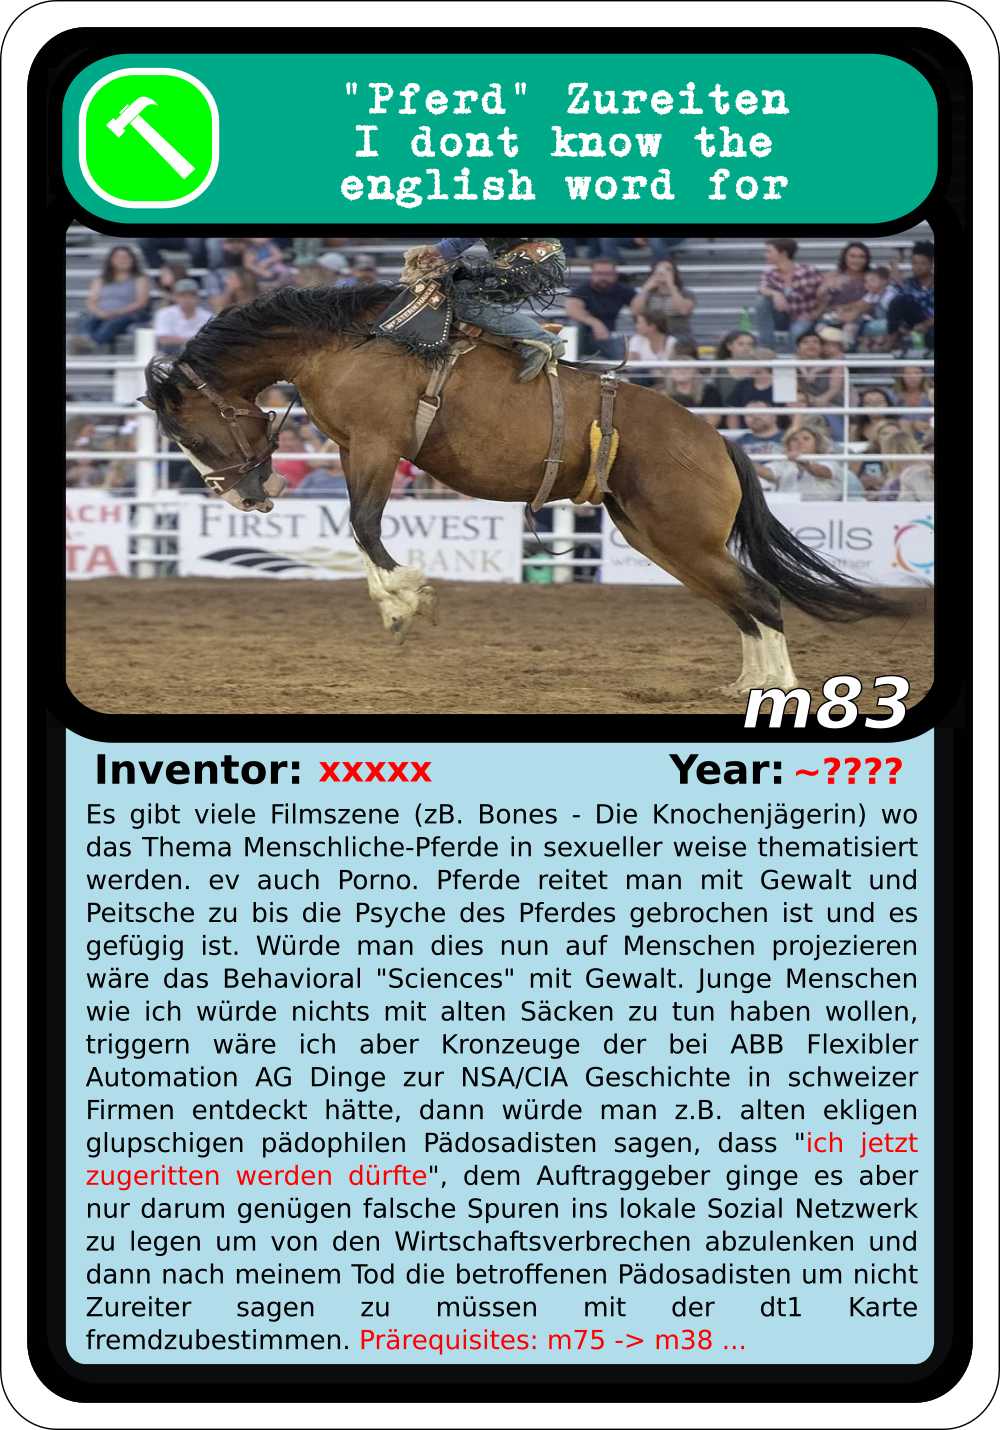 "Pferd" Zureiten
I dont know the
english word for
WESTERN HAULER
ACH
TA
FIRST MIDWEST
BANK
wells
m83
Inventor: xxxxx Year: ~????
Es gibt viele Filmszene (zB. Bones - Die Knochenjägerin) wo
das Thema Menschliche-Pferde in sexueller weise thematisiert
werden. ev auch Porno. Pferde reitet man mit Gewalt und
Peitsche zu bis die Psyche des Pferdes gebrochen ist und es
gefügig ist. Würde man dies nun auf Menschen projezieren
wäre das Behavioral "Sciences" mit Gewalt. Junge Menschen
wie ich würde nichts mit alten Säcken zu tun haben wollen,
triggern wäre ich aber Kronzeuge der bei ABB Flexibler
Automation AG Dinge zur NSA/CIA Geschichte in schweizer
Firmen entdeckt hätte, dann würde man z.B. alten ekligen
glupschigen pädophilen Pädosadisten sagen, dass "ich jetzt
zugeritten werden dürfte", dem Auftraggeber ginge es aber
nur darum genügen falsche Spuren ins lokale Sozial Netzwerk
zu legen um von den Wirtschaftsverbrechen abzulenken und
dann nach meinem Tod die betroffenen Pädosadisten um nicht
Zureiter sagen zu müssen mit der dt1 Karte
fremdzubestimmen. Prärequisites: m75 -> m38 ...